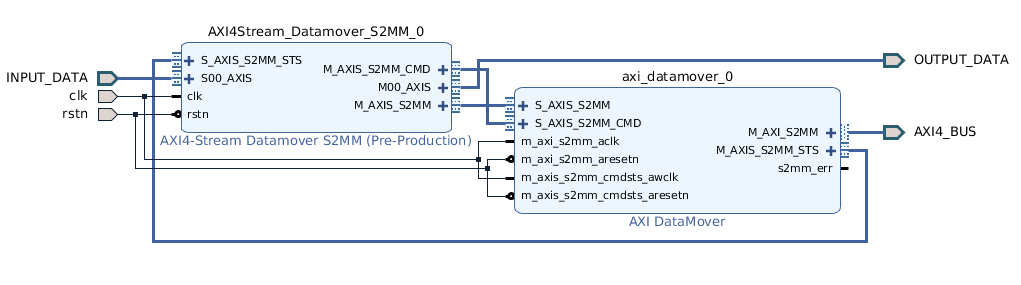 AXI4Stream_Datamover_S2MM_0
S_AXIS_S2MM_STS
S00_AXIS
clk
rstn
M_AXIS_S2MM_CMD
M00_AXIS
M_AXIS_S2MM
AXI4-Stream Datamover S2MM (Pre-Production)
INPUT_DATA
clk
rstn
axi_datamover_0
S_AXIS_S2MM
S_AXIS_S2MM_CMD
m_axi_s2mm_aclk
m_axi_s2mm_aresetn
m_axis_s2mm_cmdsts_awclk
m_axis_s2mm_cmdsts_aresetn
M_AXI_S2MM
M_AXIS_S2MM_STS
s2mm_err
AXI DataMover
OUTPUT_DATA
AXI4_BUS